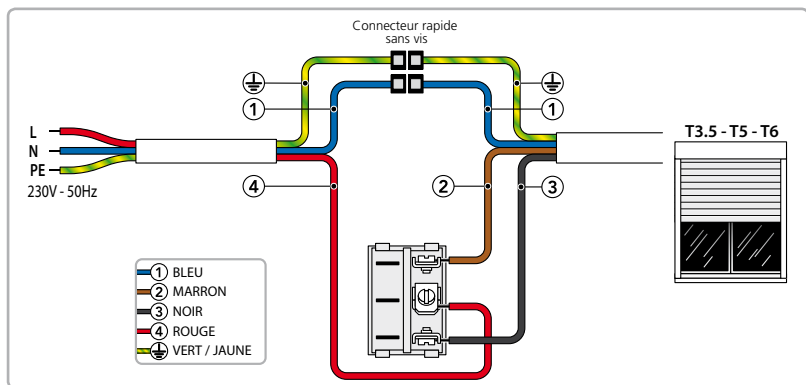 Connecteur rapide
sans vis
1
1
T3.5 - T5 - T6
L
N
PE
230V - 50Hz
4
2
3
1 BLEU
2 MARRON
3 NOIR
4 ROUGE
VERT / JAUNE